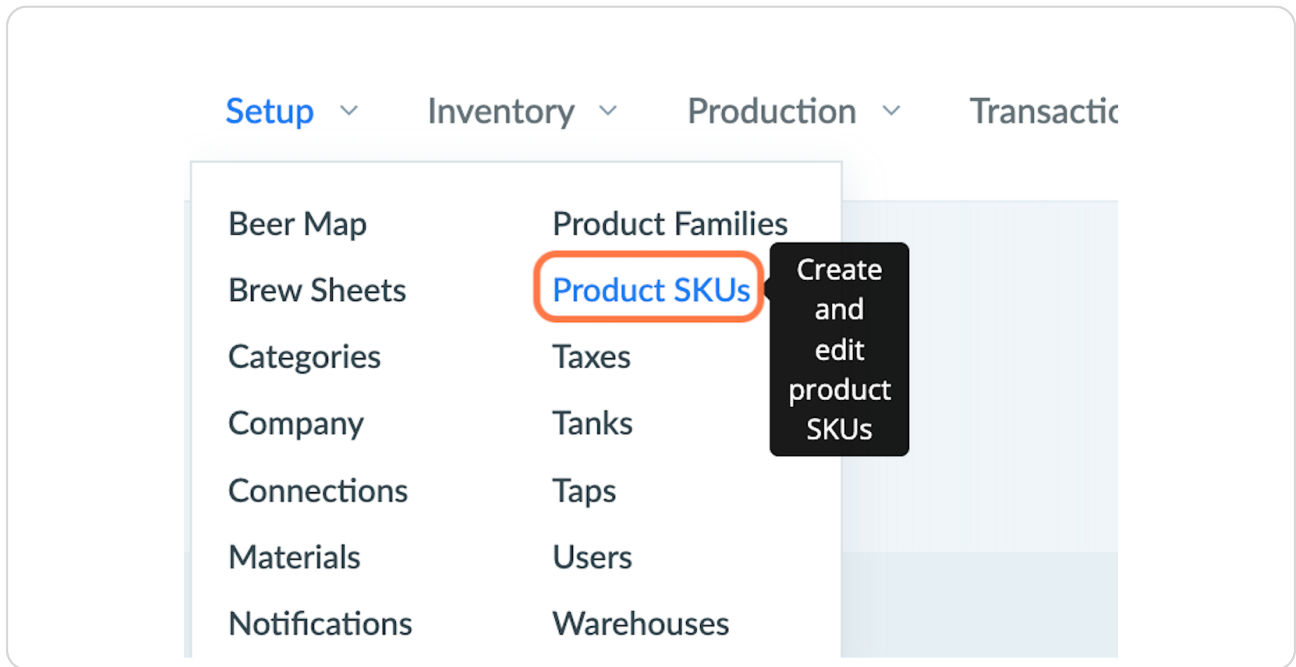 Setup Inventory Production Transactic
Beer Map Product Families
Brew Sheets Product SKUs
Categories Taxes
Company Tanks
Connections Taps
Materials Users
Notifications Warehouses
Create
and
edit
product
SKUs